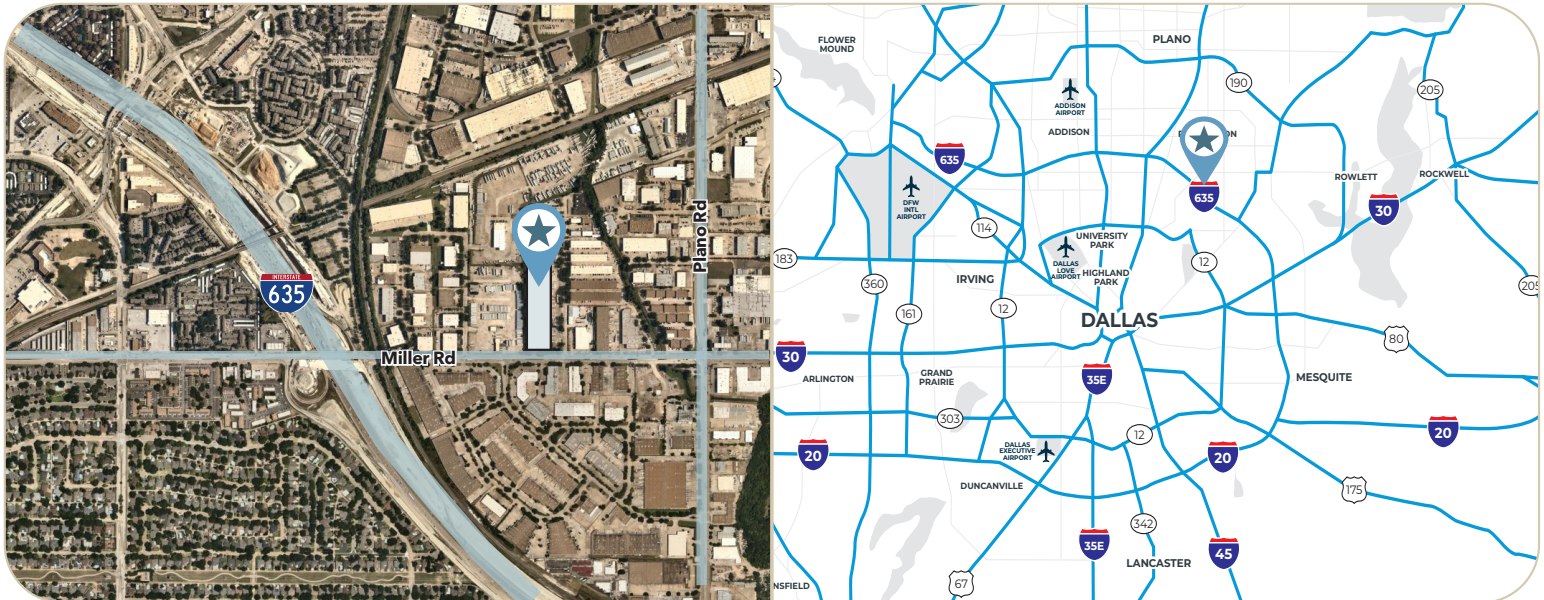 INTERSTATE
635
Miller Rd
Plano Rd
FLOWER
MOUND
PLANO
190
205
ADDISON
AIRPORT
ADDISON
635
635
ROWLETT
ROCKWELL
30
DFW
INTL
AIRPORT
114
183
UNIVERSITY
PARK
DALLAS
LOVE
AIRPORT
HIGHLAND
PARK
12
IRVING
360
161
12
205
DALLAS
80
30
ARLINGTON
GRAND
PRAIRIE
35E
MESQUITE
303
12
20
20
20
DALLAS
EXECUTIVE
AIRPORT
DUNCANVILLE
175
342
35E
45
LANCASTER
67
NSFIELD